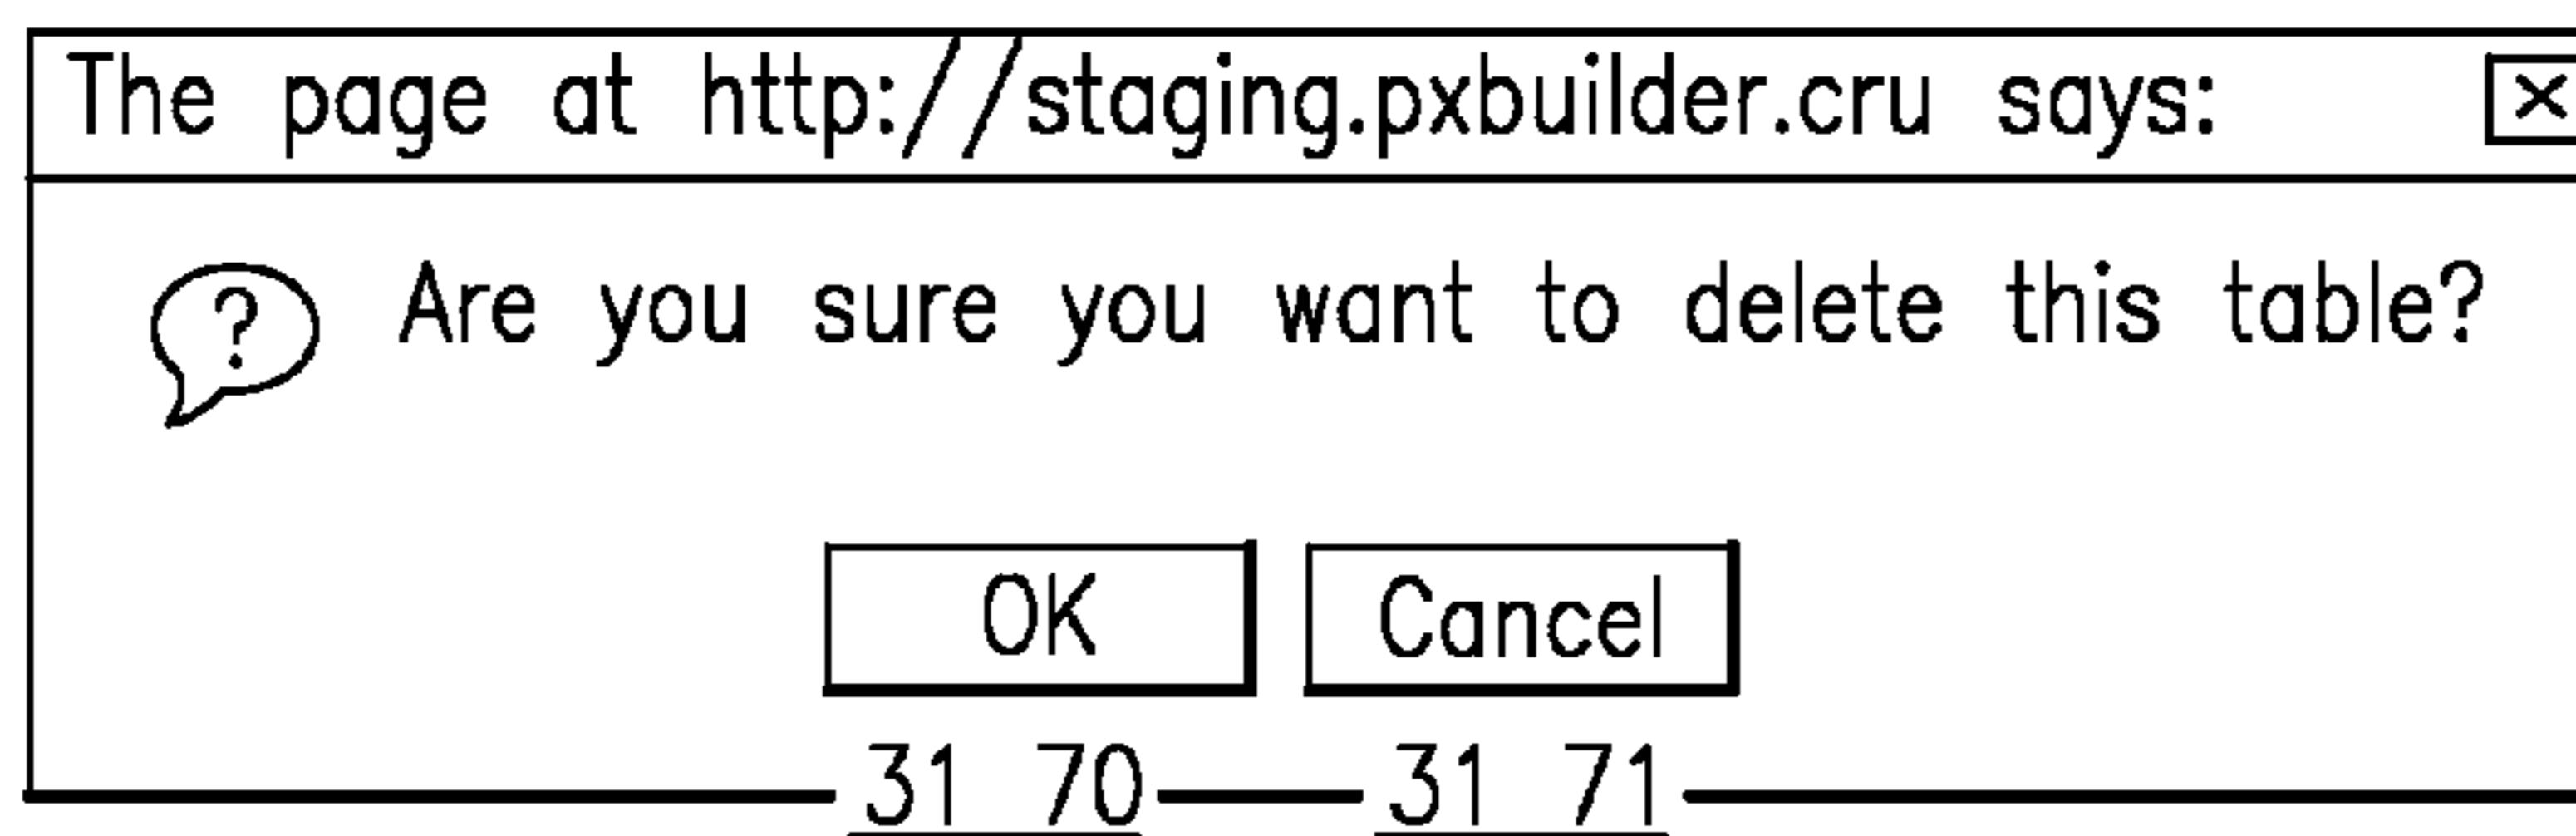 The page at http://staging.pxbuilder.cru says: X
? Are you sure you want to delete this table?
OK Cancel
31 70 31 71